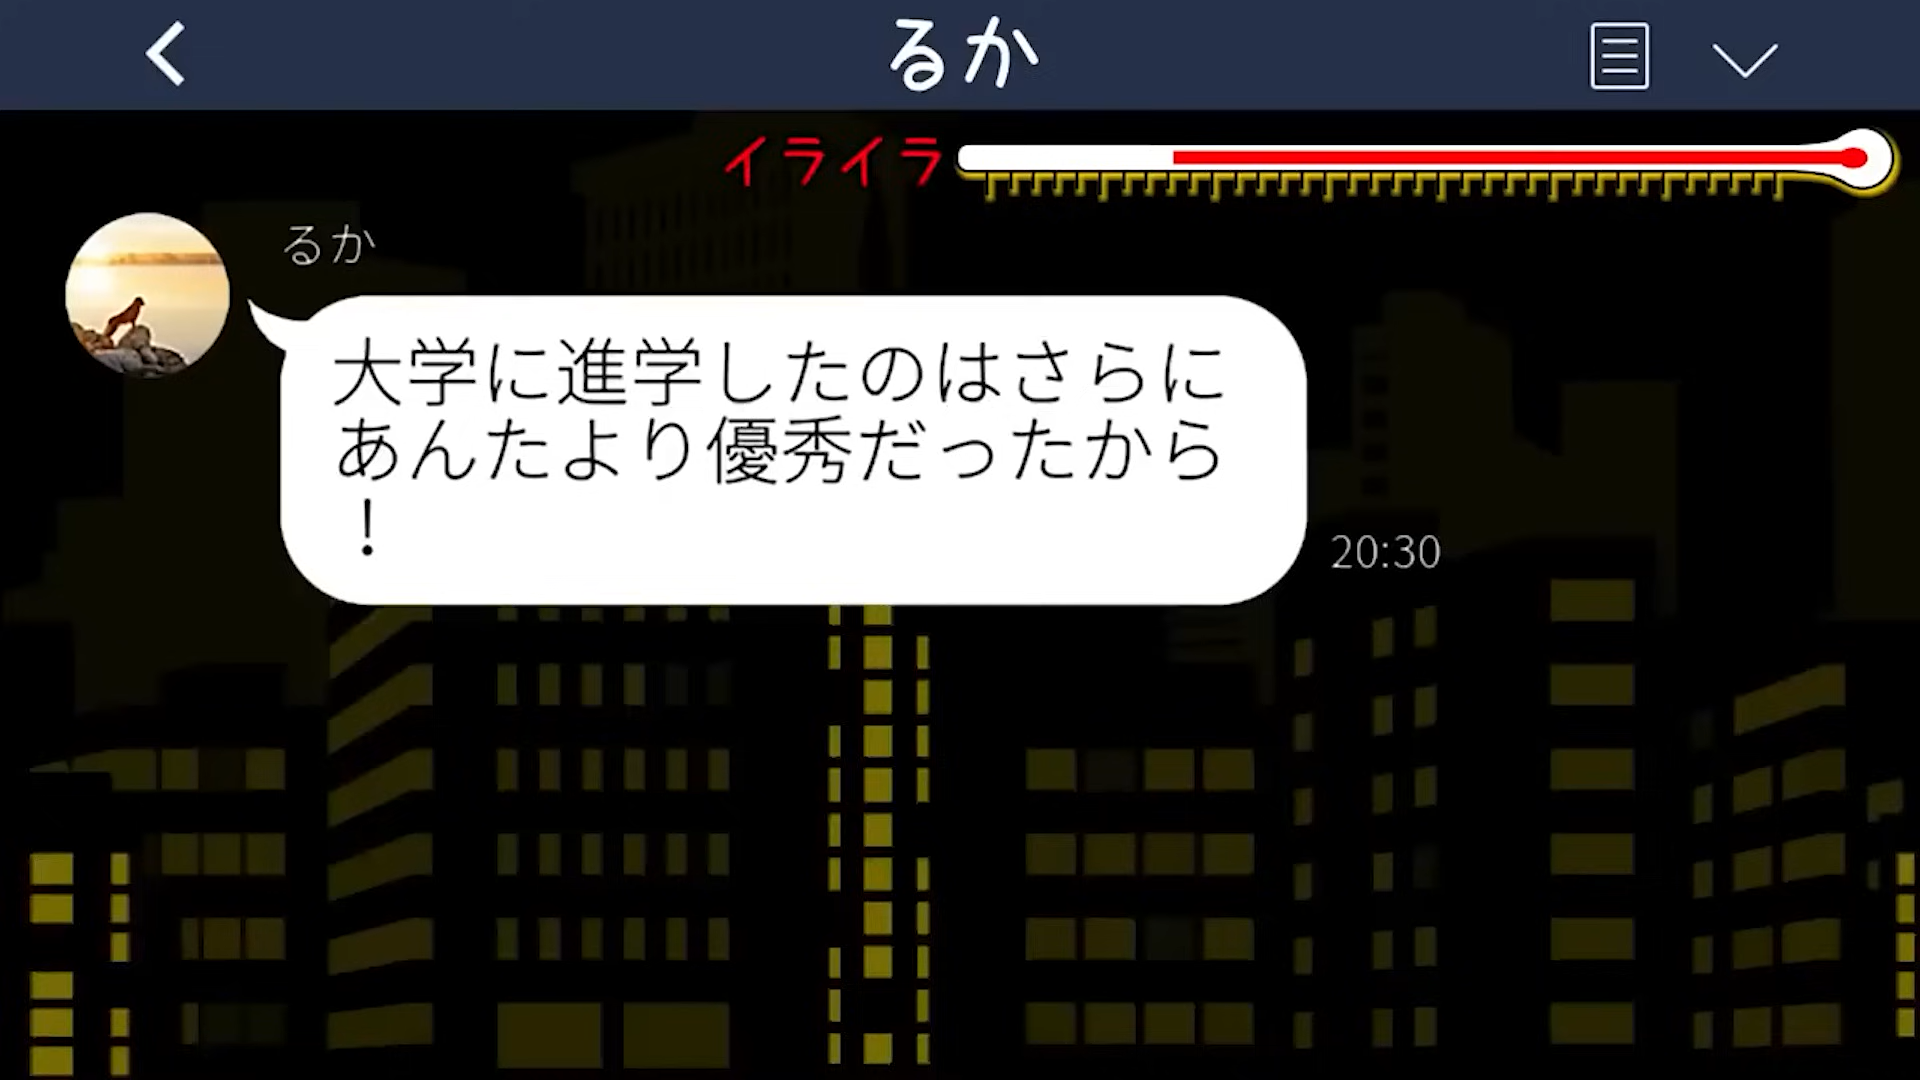 るか
イライラ
るか
大学に進学したのはさらに
あんたより優秀だったから
！
20:30